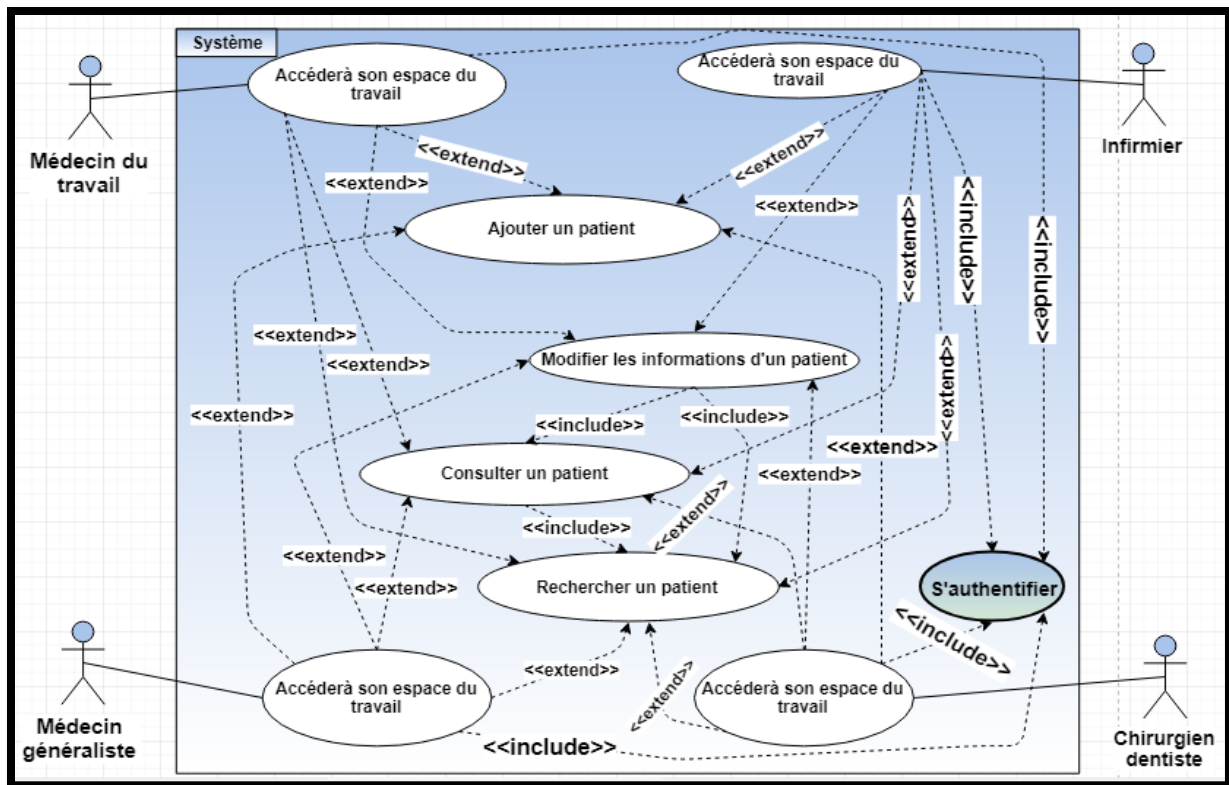 Système
Accéderà son espace du
travail
Accéderà son espace du
travail
Médecin du
travail
Infirmier
<<extend>>
<<extend>>
<<extend>>
<<extend>>
<<extend>>
<<include>>
<<include>>
Ajouter un patient
<<extend>>
<<extend>>
<<extend>>
Modifier les informations d'un patient
<<extend>>
<<include>>
<<include>>
<<extend>>
Consulter un patient
<<extend>>
<<extend>>
<<include>>
<<extend>>
<<extend>>
Rechercher un patient
S'authentifier
<<include>>
<<extend>>
<<extend>>
Accéderà son espace du
travail
Accéderà son espace du
travail
Médecin
généraliste
<<include>>
Chirurgien
dentiste